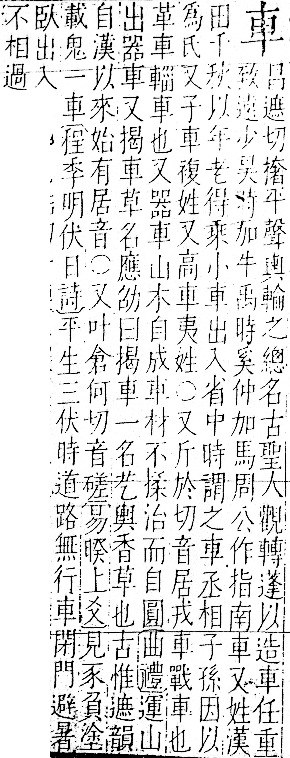 車
昌遮切撦平聲輿輪之總名古聖人觀轉蓬以造車任重
致遠少昊時加牛禹時奚仲加馬周公作指南車又姓漢
田千秋以年老得乘小車出入省中時謂之車丞相子孫因以
爲氏又子車複姓又高車夷姓○又斤於切音居戎車戰車也
革車輜車也又器車山木自成車材不揉治而自圓曲禮運山
出器車又揭車草名應劭曰揭車一名艺輿香草也古惟遮韻
自漢以來始有居音○又叶倉何切音磋易睽上爻見豕負塗
載鬼一車程季明伏日詩平生三伏時道路無行車閉門避暑
臥出入
不相過